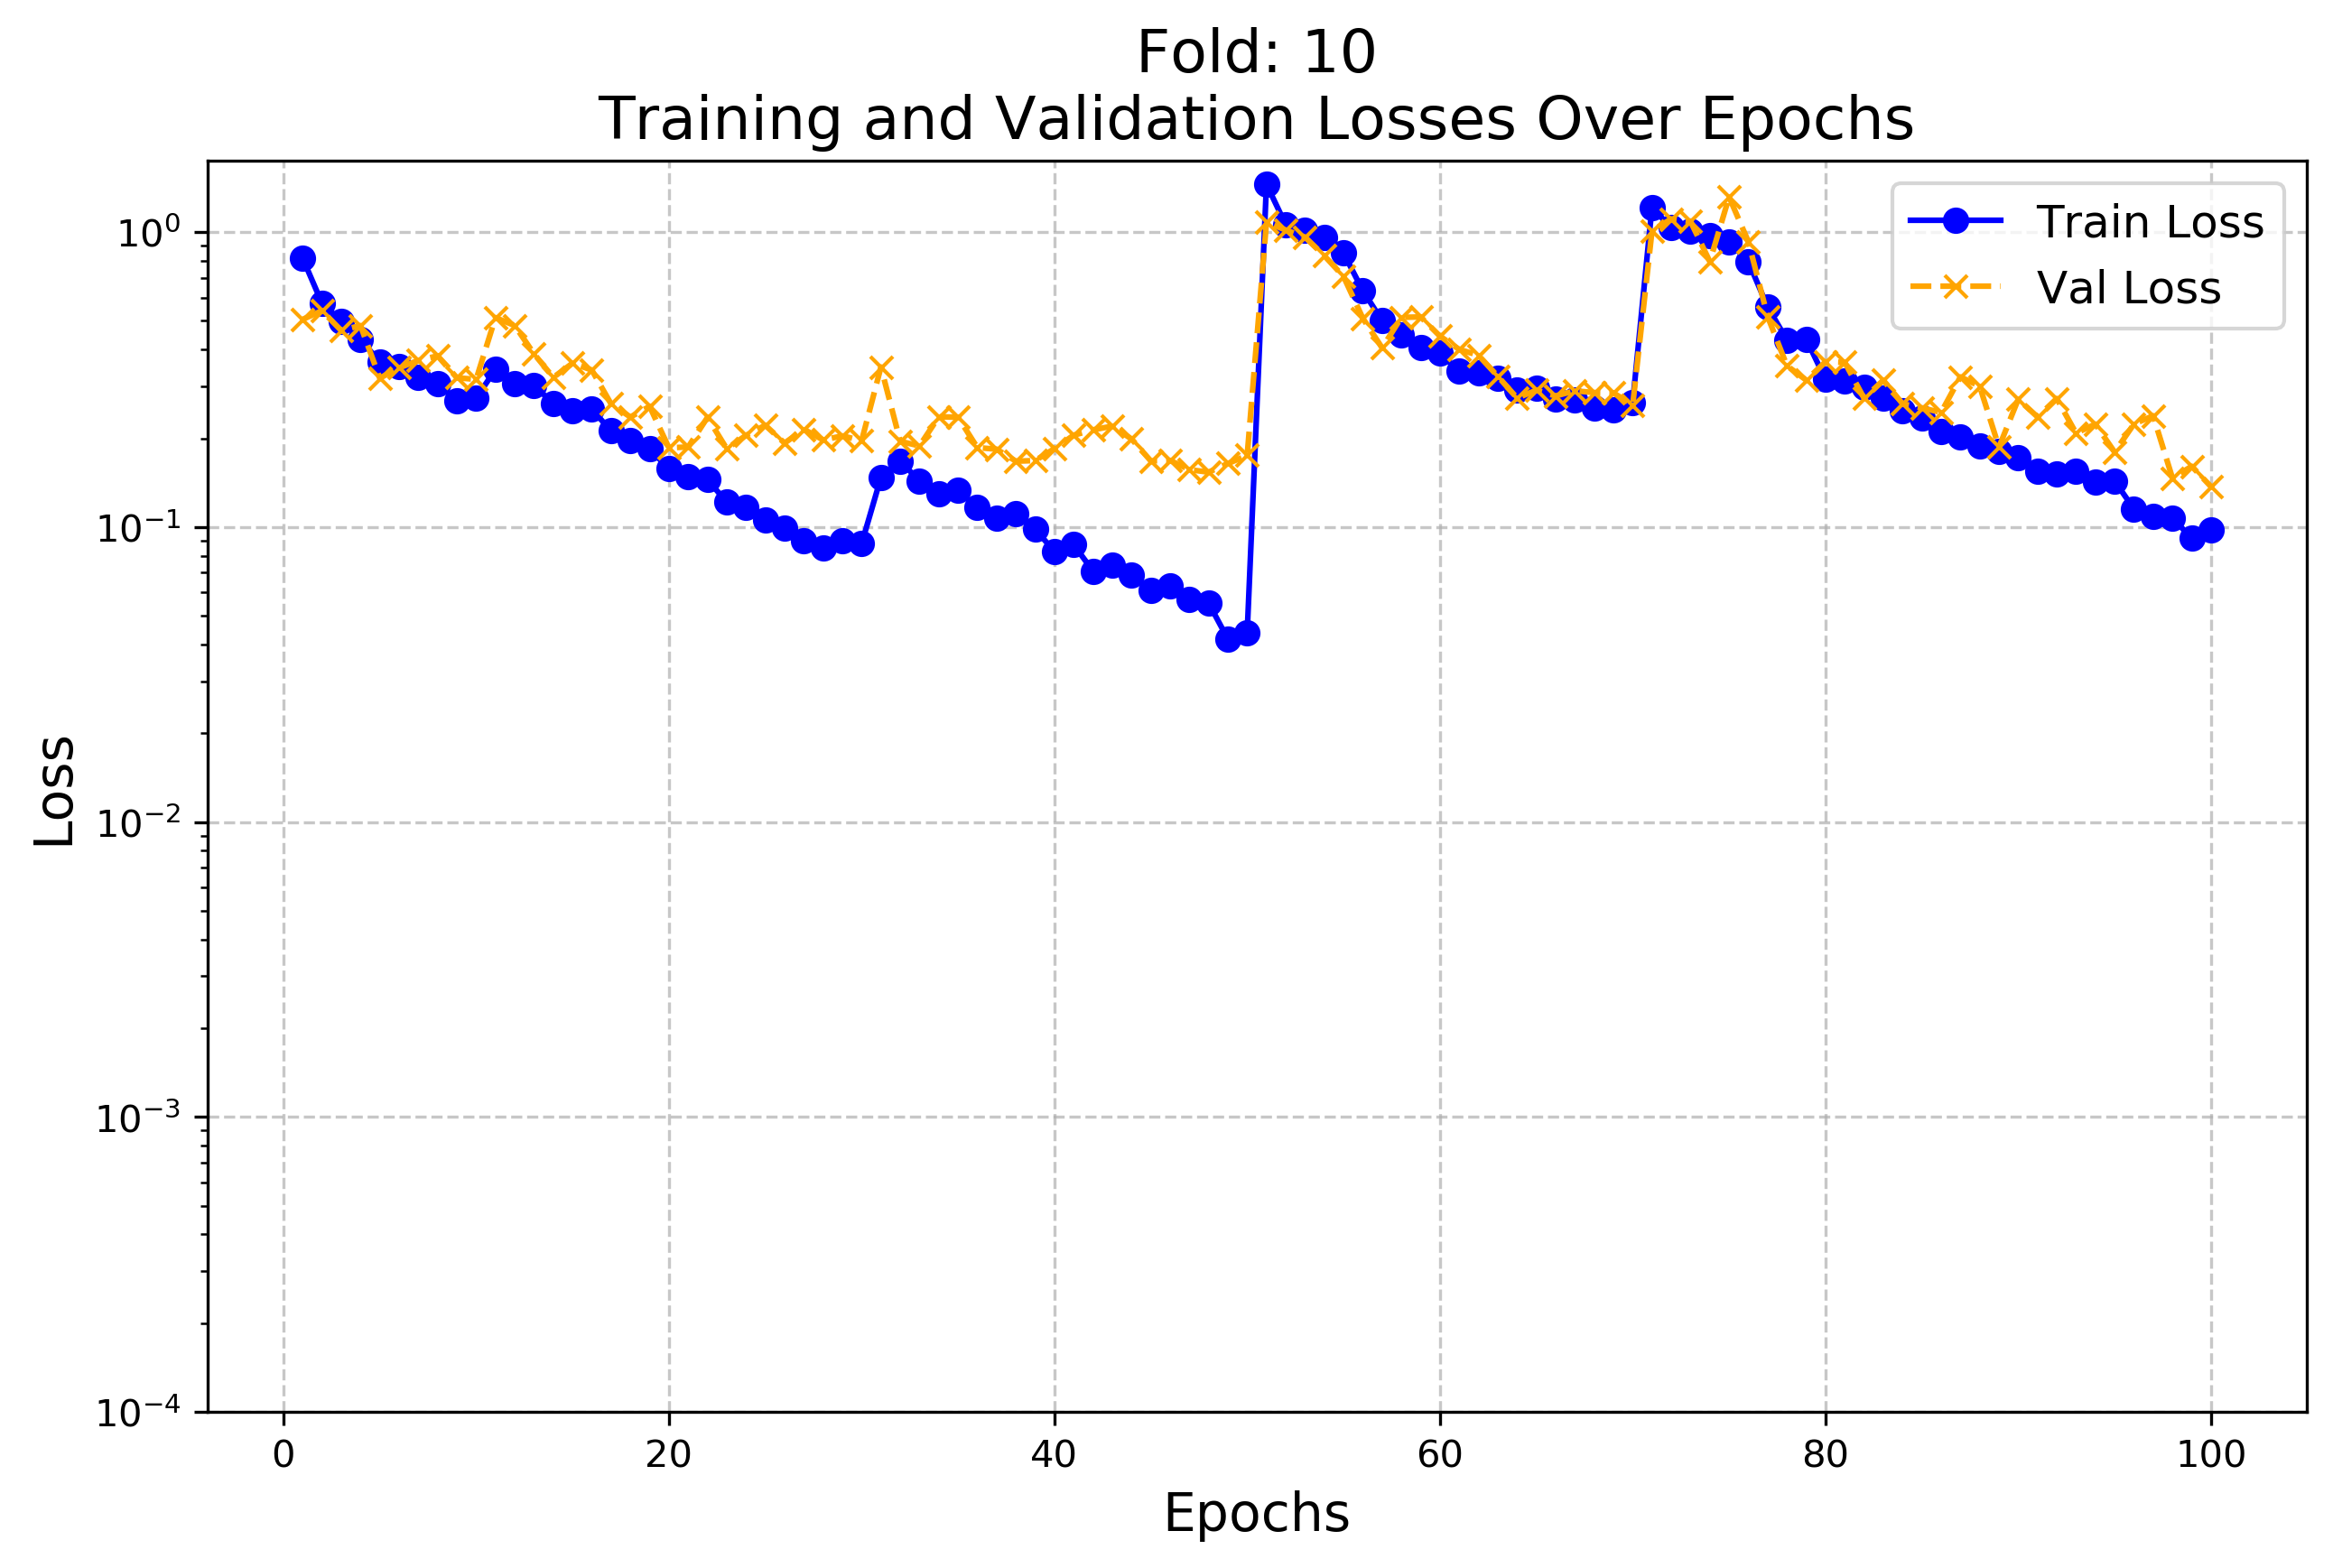 Fold: 10
Training and Validation Losses Over Epochs
Train Loss
Val Loss
10⁰
10⁻¹
10⁻²
10⁻³
10⁻⁴
Loss
0 20 40 60 80 100
Epochs